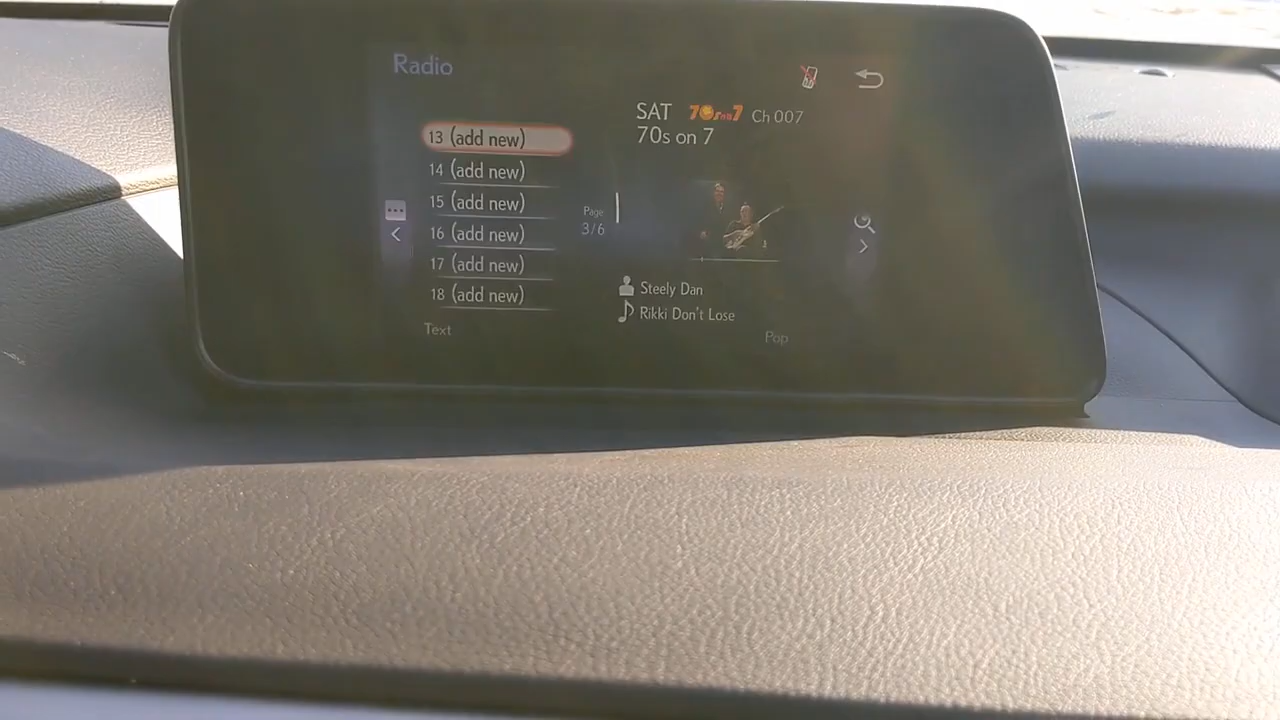 Radio
SAT 70s on 7 Ch 007
70s on 7
13 (add new)
14 (add new)
15 (add new)
16 (add new)
17 (add new)
18 (add new)
Page
3/6
Steely Dan
Rikki Don't Lose
Text
Pop